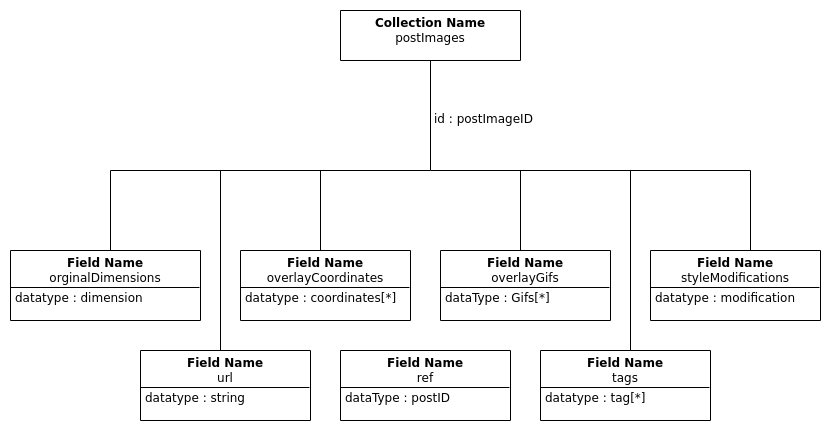 Collection Name
postImages
id : postImageID
Field Name
orginalDimensions
datatype : dimension
Field Name
overlayCoordinates
datatype : coordinates[*]
Field Name
overlayGifs
dataType : Gifs[*]
Field Name
styleModifications
datatype : modification
Field Name
url
datatype : string
Field Name
ref
dataType : postID
Field Name
tags
datatype : tag[*]